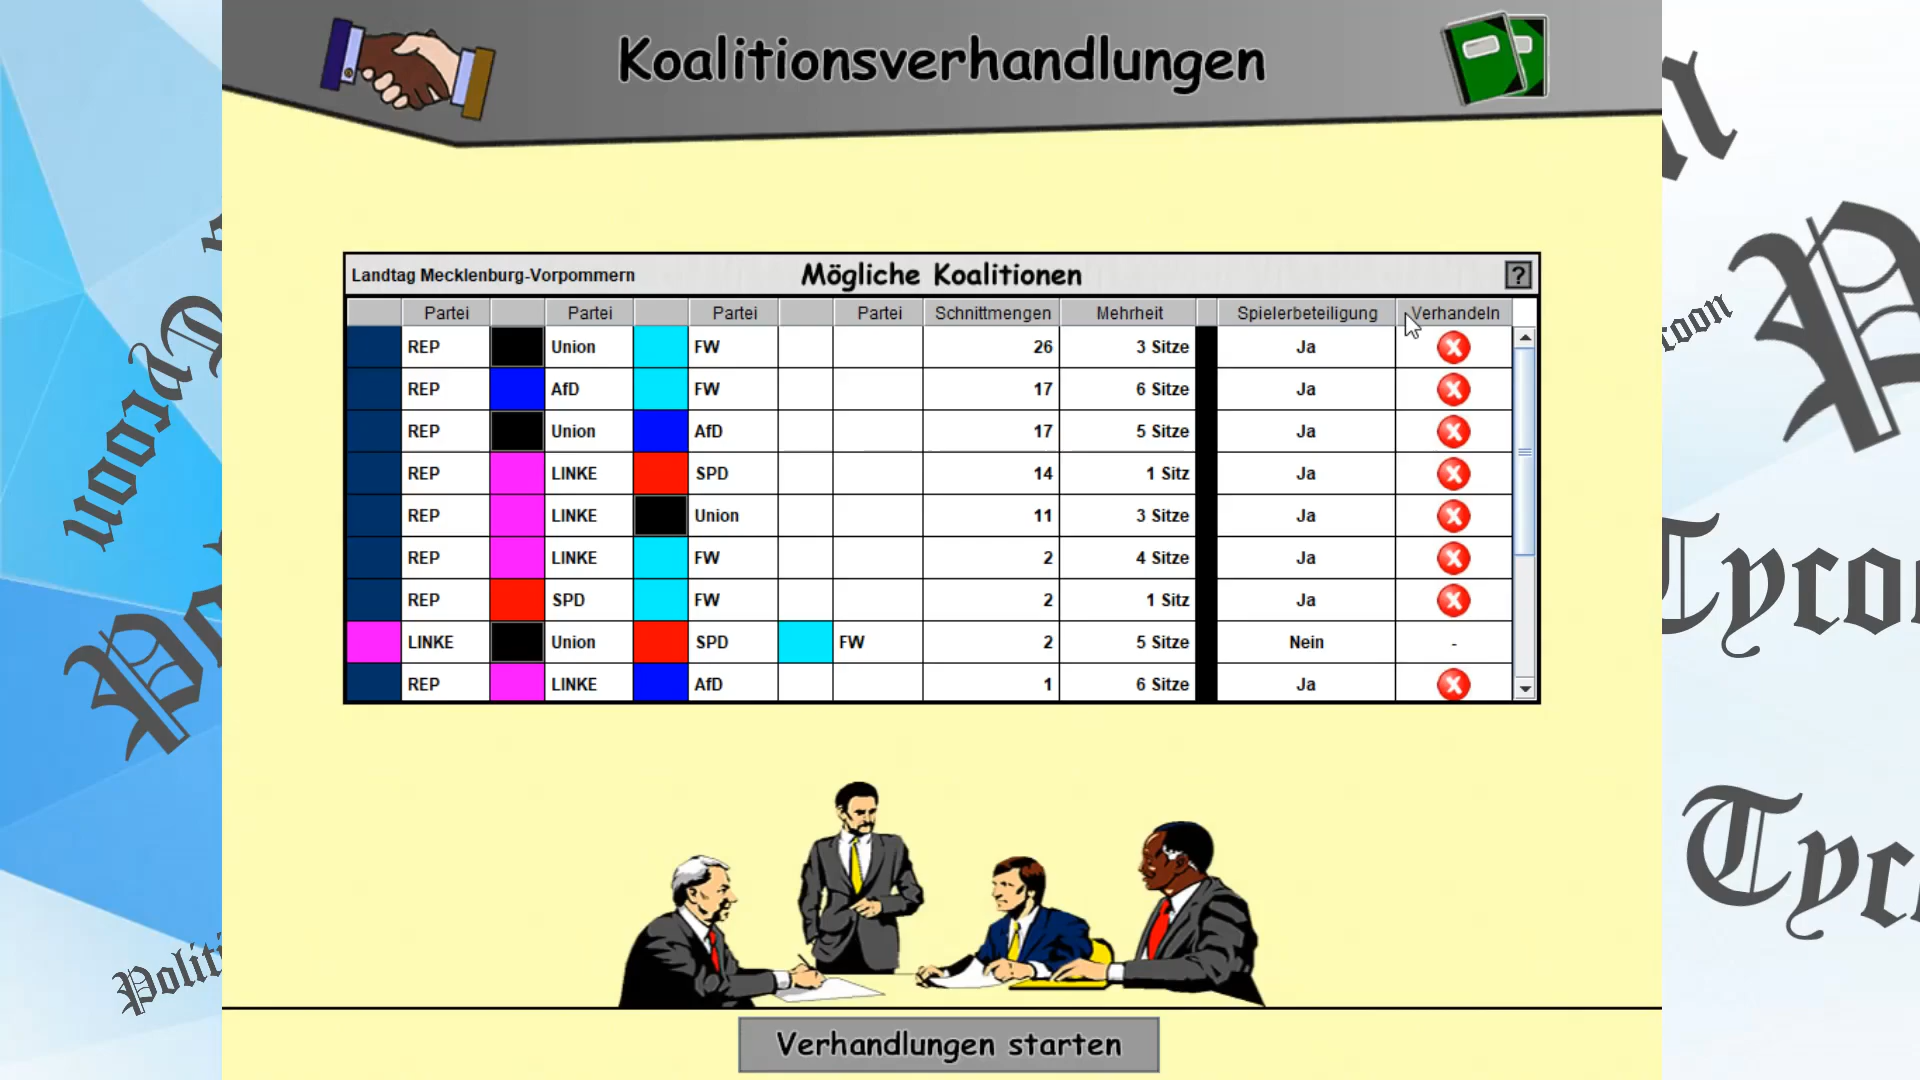 Koalitionsverhandlungen
Landtag Mecklenburg-Vorpommern Mögliche Koalitionen ?
Partei Partei Partei Partei Schnittmengen Mehrheit Spielerbeteiligung Verhandeln
REP Union FW 26 3 Sitze Ja
REP AfD FW 17 6 Sitze Ja
REP Union AfD 17 5 Sitze Ja
REP LINKE SPD 14 1 Sitz Ja
REP LINKE Union 11 3 Sitze Ja
REP LINKE FW 2 4 Sitze Ja
REP SPD FW 2 1 Sitz Ja
LINKE Union SPD FW 2 5 Sitze Nein -
REP LINKE AfD 1 6 Sitze Ja
Verhandlungen starten
Tycoon